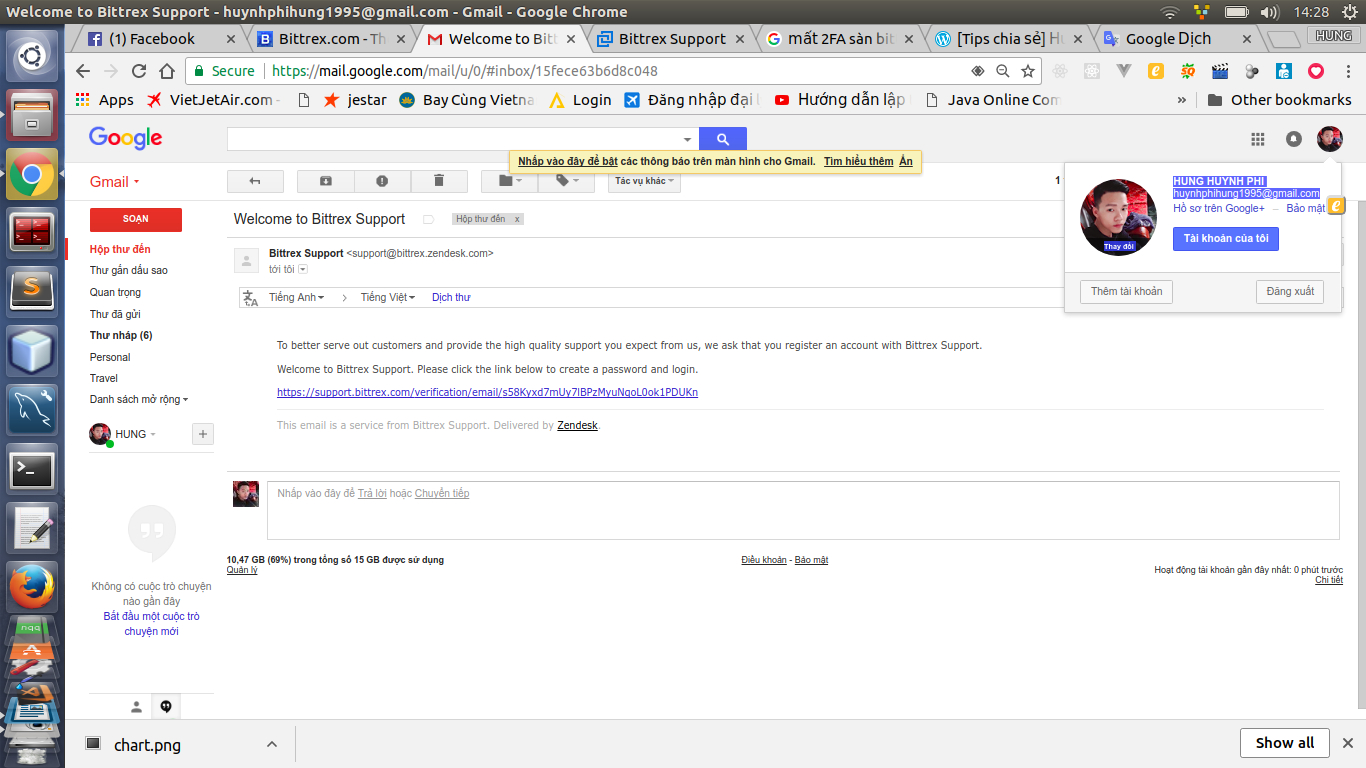 Welcome to Bittrex Support - huynhphihung1995@gmail.com - Gmail - Google Chrome
14:28
(1) Facebook
Bittrex.com - Th
Welcome to Bitt
Bittrex Support
mất 2FA sàn bit
[Tips chia sẻ] H
Google Dịch
HUNG
Secure
https://mail.google.com/mail/u/0/#inbox/15fece63b6d8c048
Apps
VietJetAir.com
jestar
Bay Cùng Vietna
Login
Đăng nhập đại l
Hướng dẫn lập
Java Online Com
»
Other bookmarks
Google
Nhấp vào đây để bật các thông báo trên màn hình cho Gmail. Tìm hiểu thêm Ẩn
Gmail
Tác vụ khác
1
HUNG HUYNH PHI
huynhphihung1995@gmail.com
Hồ sơ trên Google+ – Bảo mật
Thay đổi
Tài khoản của tôi
Thêm tài khoản
Đăng xuất
SOẠN
Hộp thư đến
Thư gắn dấu sao
Quan trọng
Thư đã gửi
Thư nháp (6)
Personal
Travel
Danh sách mở rộng
HUNG
+
Không có cuộc trò chuyện
nào gần đây
Bắt đầu một cuộc trò
chuyện mới
Welcome to Bittrex Support
Hộp thư đến x
Bittrex Support <support@bittrex.zendesk.com>
tới tôi
Tiếng Anh
Tiếng Việt
Dịch thư
To better serve out customers and provide the high quality support you expect from us, we ask that you register an account with Bittrex Support.
Welcome to Bittrex Support. Please click the link below to create a password and login.
https://support.bittrex.com/verification/email/s58Kyxd7mUy7lBPzMyuNqoL0ok1PDUKn
This email is a service from Bittrex Support. Delivered by Zendesk.
Nhấp vào đây để Trả lời hoặc Chuyển tiếp
10,47 GB (69%) trong tổng số 15 GB được sử dụng
Quản lý
Điều khoản - Bảo mật
Hoạt động tài khoản gần đây nhất: 0 phút trước
Chi tiết
nqq
chart.png
Show all